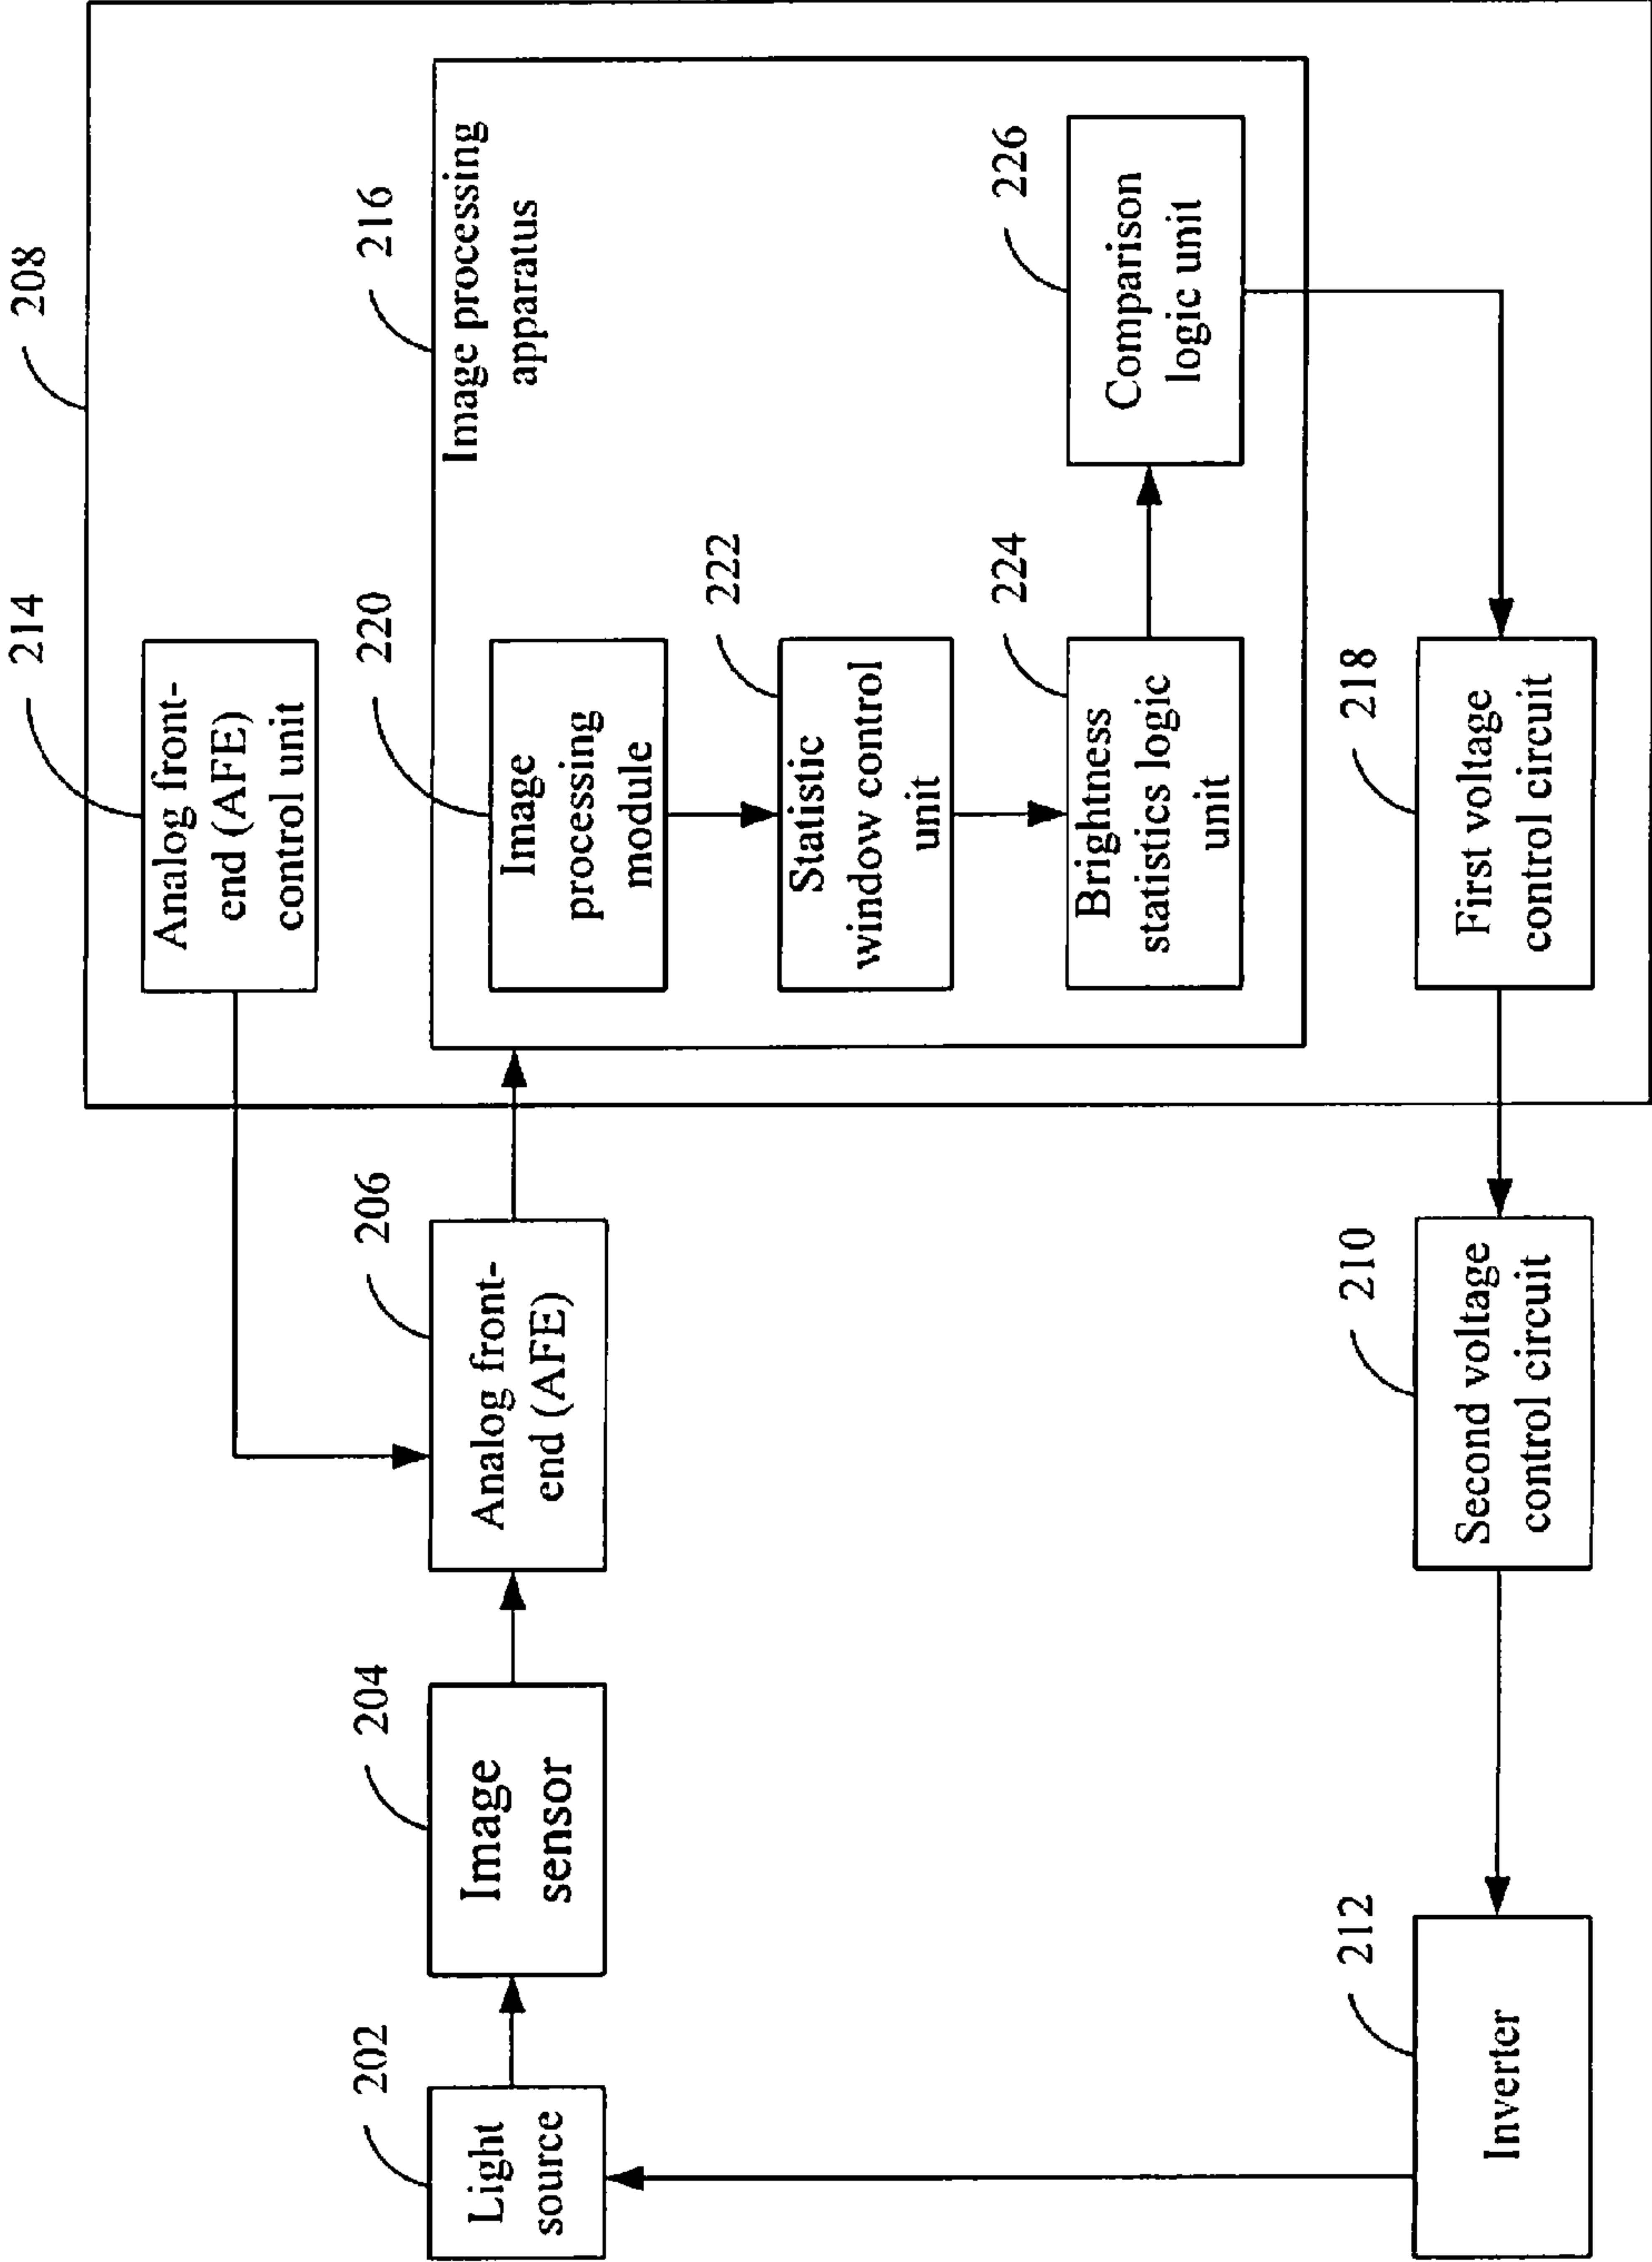 208
214
Analog front-
end (AFE)
control unit
216
Image processing
apparatus
220
Image
processing
module
222
Statistic
window control
unit
224
Brightness
statistics logic
unit
226
Comparison
logic unit
218
First voltage
control circuit
206
Analog front-
end (AFE)
204
Image
sensor
202
Light
source
210
Second voltage
control circuit
212
Inverter